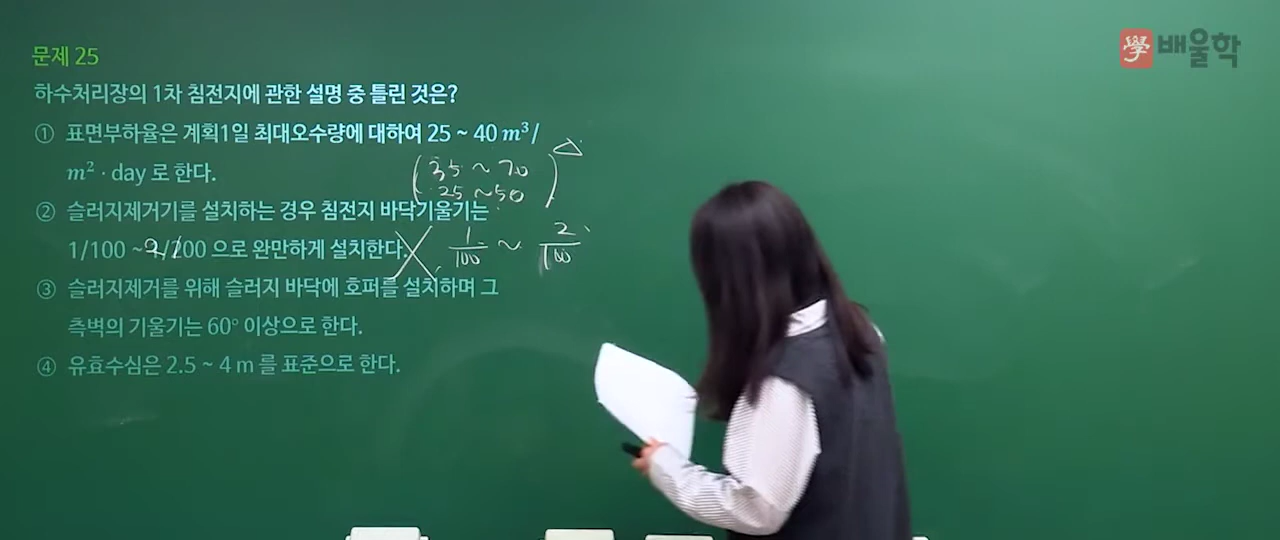 學 배울학
문제 25
하수처리장의 1차 침전지에 관한 설명 중 틀린 것은?
① 표면부하율은 계획1일 최대오수량에 대하여 25 ~ 40 m³/
m² · day 로 한다.
35 ~ 70
25 ~ 50
② 슬러지제거기를 설치하는 경우 침전지 바닥기울기는
1/100 ~ 2/200 으로 완만하게 설치한다.
1/100 ~ 2/100
③ 슬러지제거를 위해 슬러지 바닥에 호퍼를 설치하며 그
측벽의 기울기는 60° 이상으로 한다.
④ 유효수심은 2.5 ~ 4 m 를 표준으로 한다.